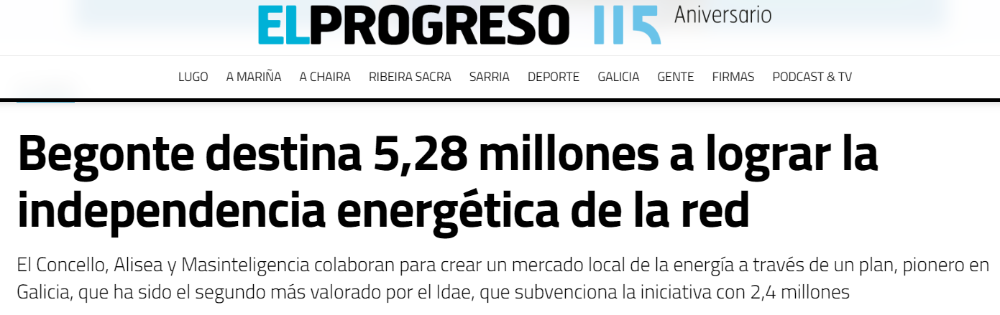 ELPROGRESO 115 Aniversario
LUGO A MARIÑA A CHAIRA RIBEIRA SACRA SARRIA DEPORTE GALICIA GENTE FIRMAS PODCAST & TV
Begonte destina 5,28 millones a lograr la
independencia energética de la red
El Concello, Alisea y Masinteligencia colaboran para crear un mercado local de la energía a través de un plan, pionero en
Galicia, que ha sido el segundo más valorado por el Idae, que subvenciona la iniciativa con 2,4 millones